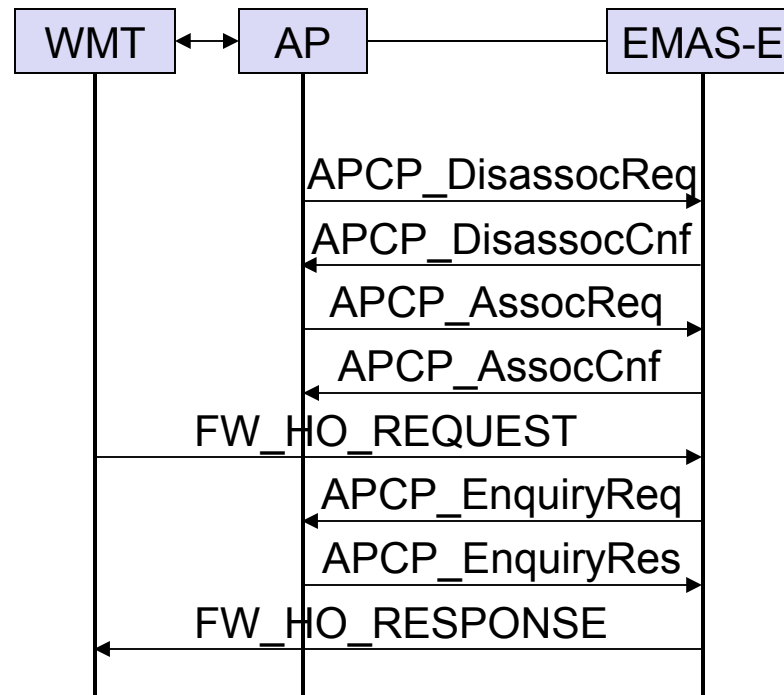 WMT
AP
EMAS-E
APCP_DisassocReq
APCP_DisassocCnf
APCP_AssocReq
APCP_AssocCnf
FW_HO_REQUEST
APCP_EnquiryReq
APCP_EnquiryRes
FW_HO_RESPONSE